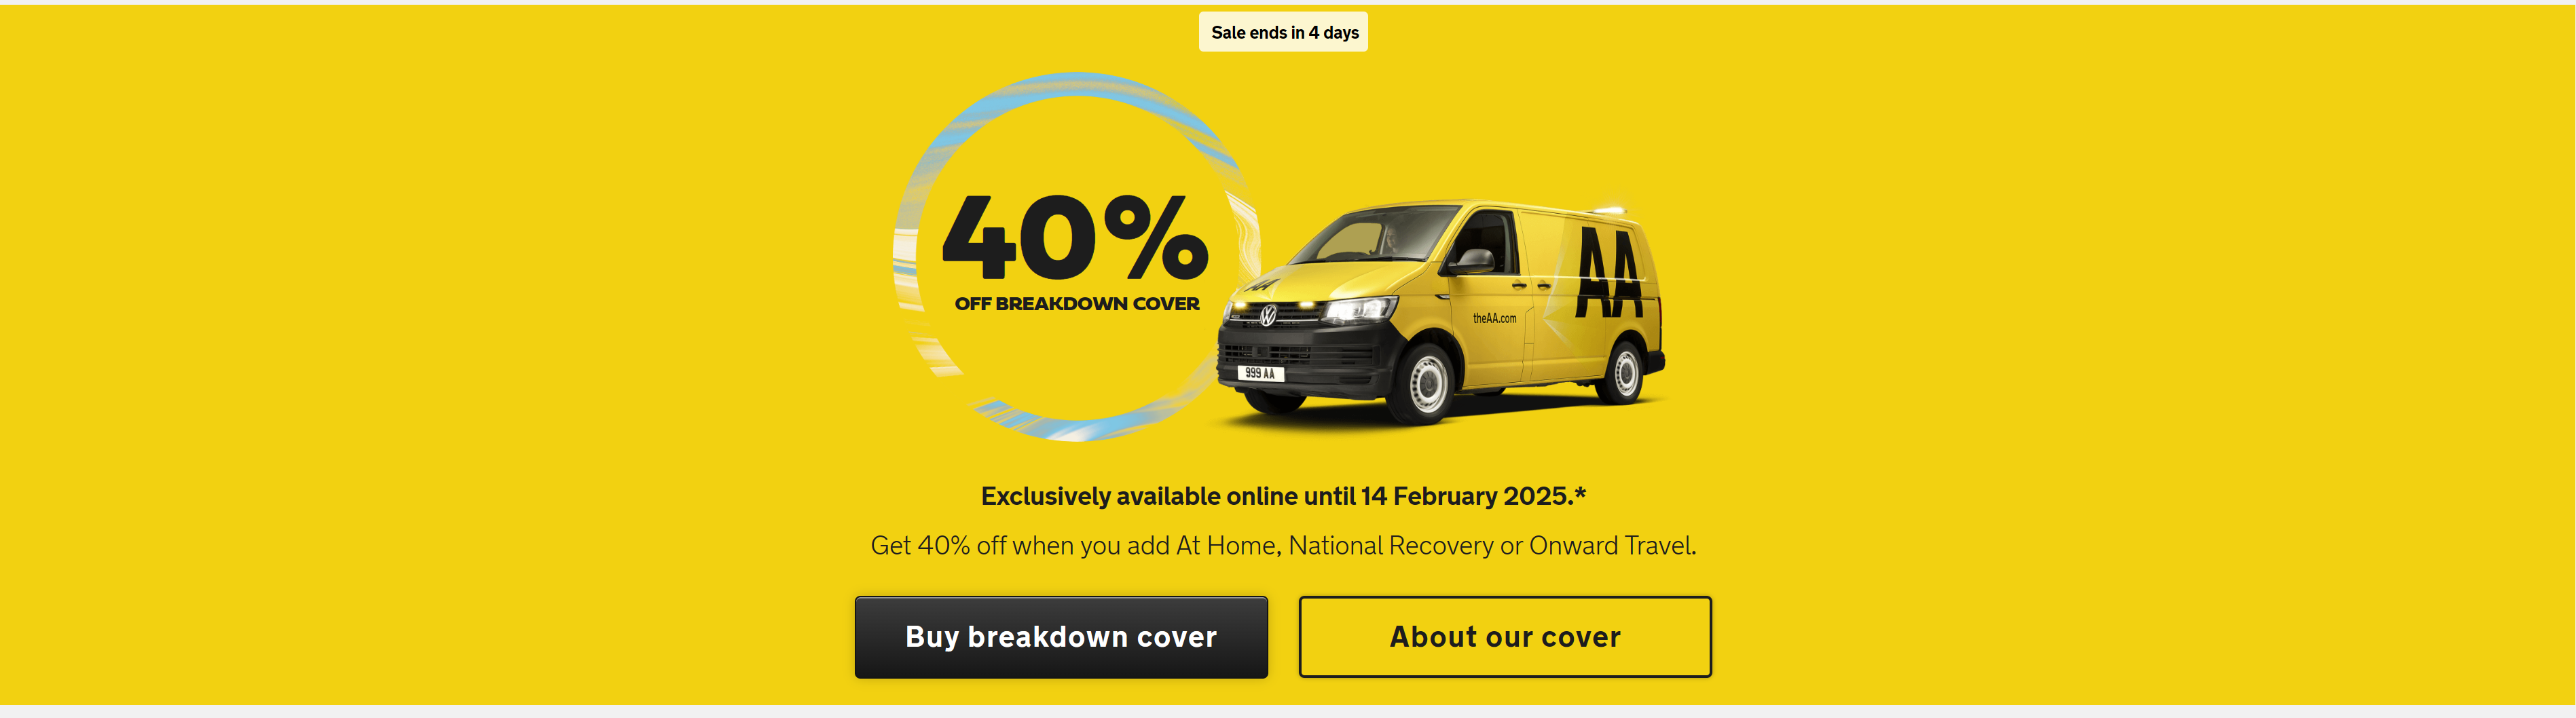 Sale ends in 4 days
40%
OFF BREAKDOWN COVER
AA
AA
theAA.com
999 AA
Exclusively available online until 14 February 2025.*
Get 40% off when you add At Home, National Recovery or Onward Travel.
Buy breakdown cover
About our cover